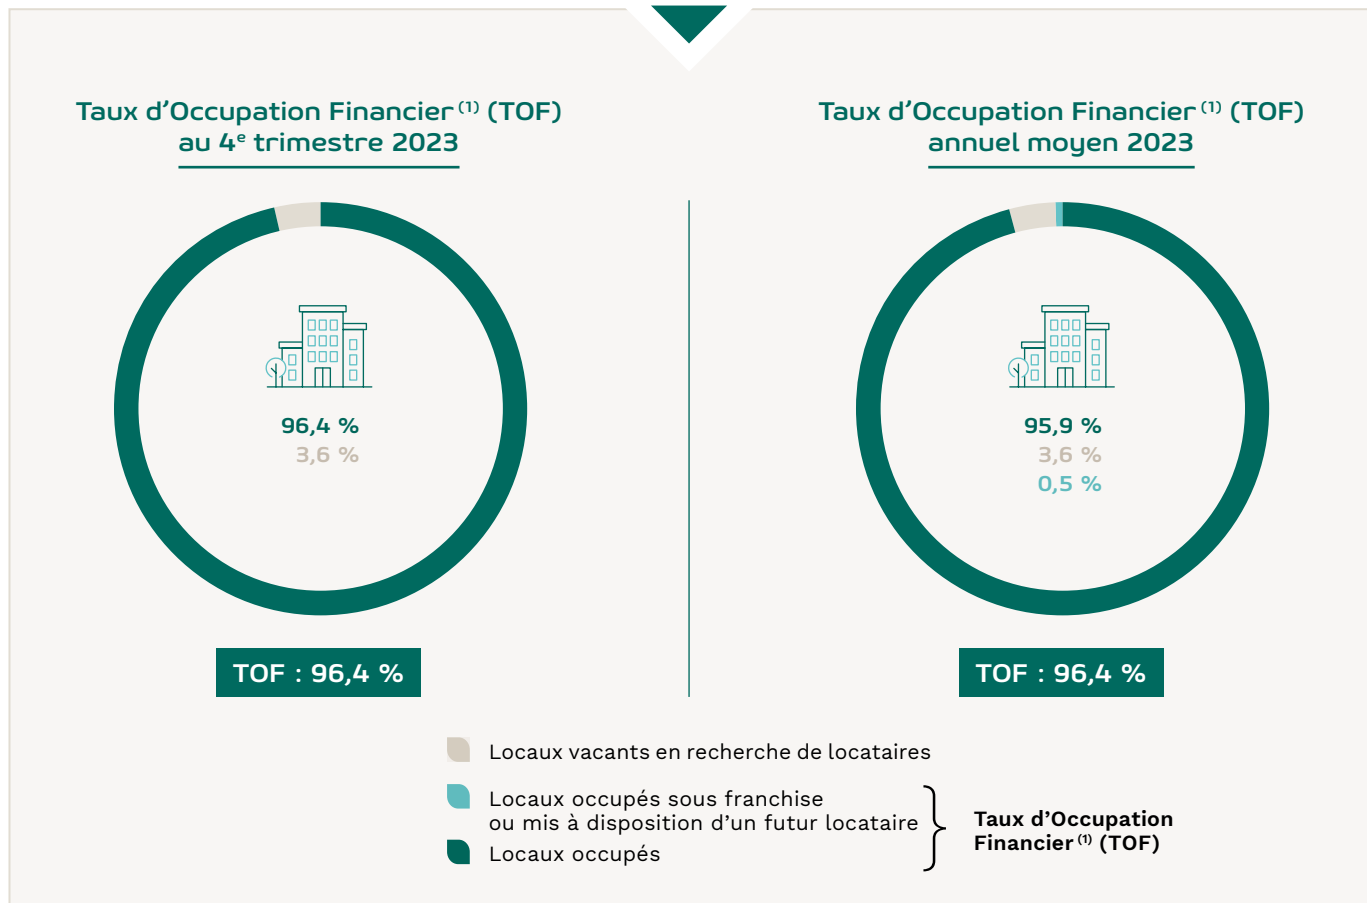 Taux d’Occupation Financier (1) (TOF)
au 4e trimestre 2023
96,4 %
3,6 %
TOF : 96,4 %
Taux d’Occupation Financier (1) (TOF)
annuel moyen 2023
95,9 %
3,6 %
0,5 %
TOF : 96,4 %
Locaux vacants en recherche de locataires
Locaux occupés sous franchise
ou mis à disposition d’un futur locataire
Locaux occupés
Taux d’Occupation
Financier (1) (TOF)